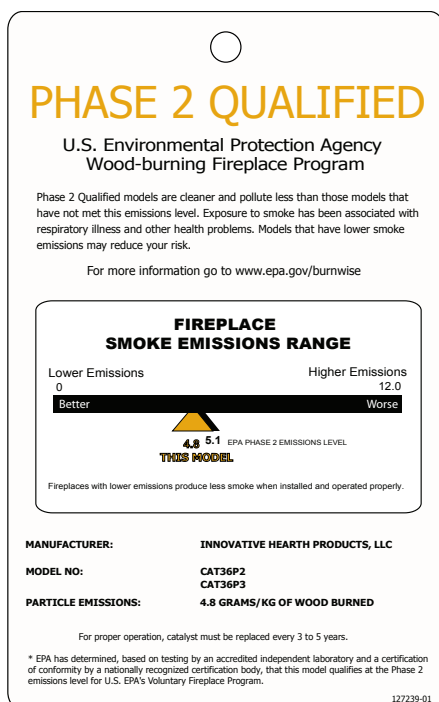 PHASE 2 QUALIFIED
U.S. Environmental Protection Agency
Wood-burning Fireplace Program
Phase 2 Qualified models are cleaner and pollute less than those models that
have not met this emissions level. Exposure to smoke has been associated with
respiratory illness and other health problems. Models that have lower smoke
emissions may reduce your risk.
For more information go to www.epa.gov/burnwise
FIREPLACE
SMOKE EMISSIONS RANGE
Lower Emissions Higher Emissions
0 12.0
Better Worse
4.8 5.1 EPA PHASE 2 EMISSIONS LEVEL
THIS MODEL
Fireplaces with lower emissions produce less smoke when installed and operated properly.
MANUFACTURER: INNOVATIVE HEARTH PRODUCTS, LLC
MODEL NO: CAT36P2
CAT36P3
PARTICLE EMISSIONS: 4.8 GRAMS/KG OF WOOD BURNED
For proper operation, catalyst must be replaced every 3 to 5 years.
* EPA has determined, based on testing by an accredited independent laboratory and a certification
of conformity by a nationally recognized certification body, that this model qualifies at the Phase 2
emissions level for U.S. EPA's Voluntary Fireplace Program.
127239-01